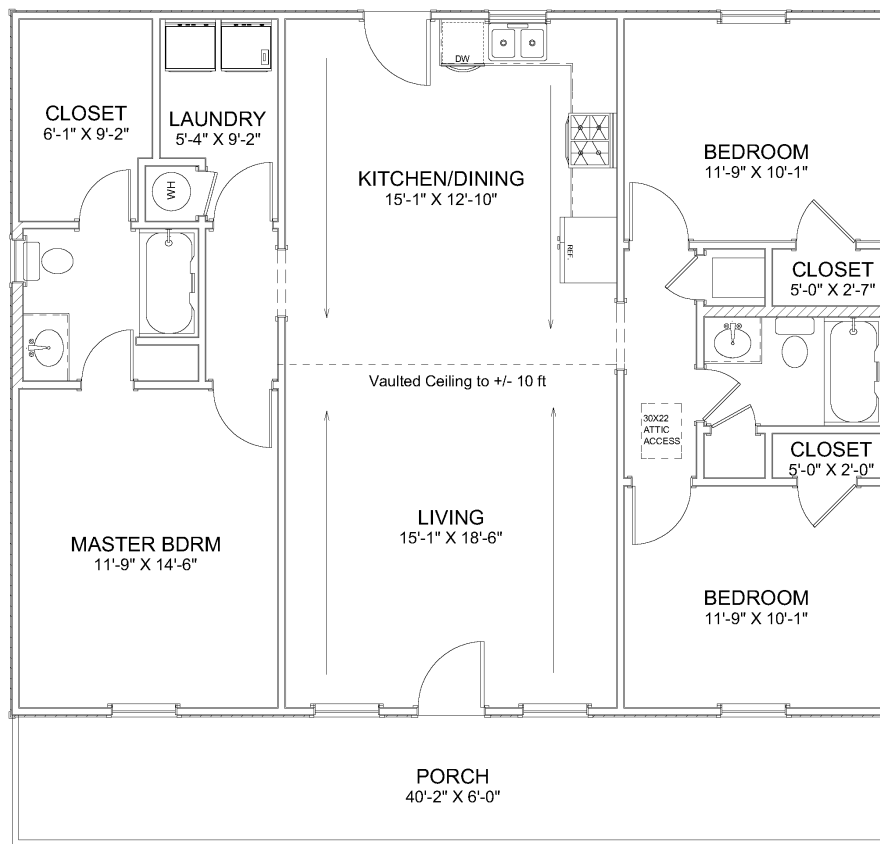 DW
CLOSET
6'-1" X 9'-2"
LAUNDRY
5'-4" X 9'-2"
BEDROOM
11'-9" X 10'-1"
KITCHEN/DINING
15'-1" X 12'-10"
WH
REF.
CLOSET
5'-0" X 2'-7"
Vaulted Ceiling to +/- 10 ft
30X22
ATTIC
ACCESS
CLOSET
5'-0" X 2'-0"
LIVING
15'-1" X 18'-6"
MASTER BDRM
11'-9" X 14'-6"
BEDROOM
11'-9" X 10'-1"
PORCH
40'-2" X 6'-0"